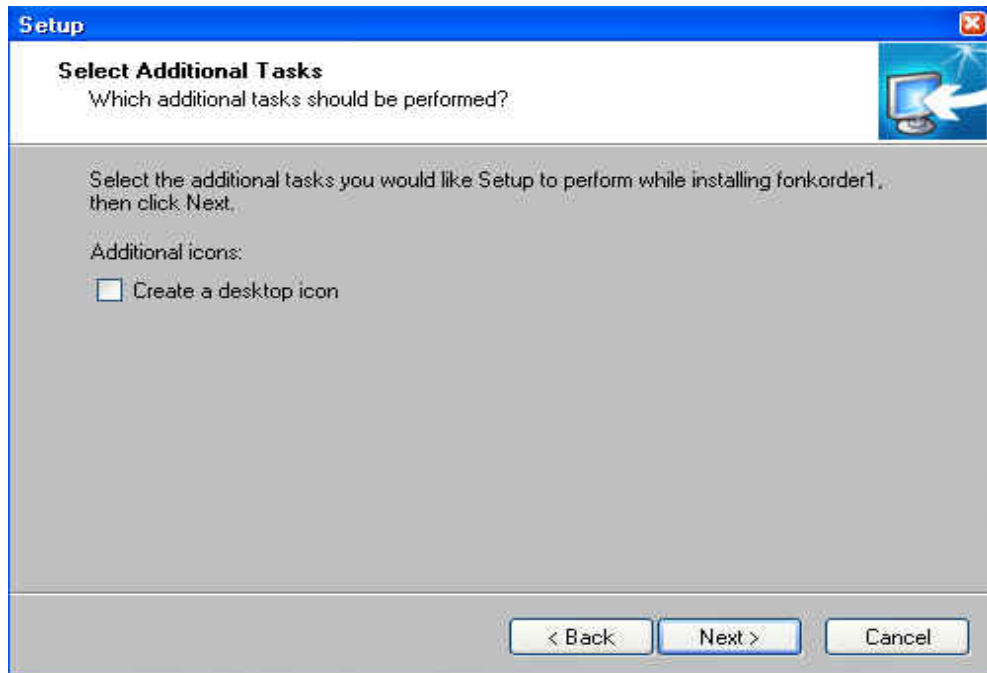 Setup
Select Additional Tasks
Which additional tasks should be performed?
Select the additional tasks you would like Setup to perform while installing fonkorder1,
then click Next.
Additional icons:
Create a desktop icon
< Back
Next >
Cancel